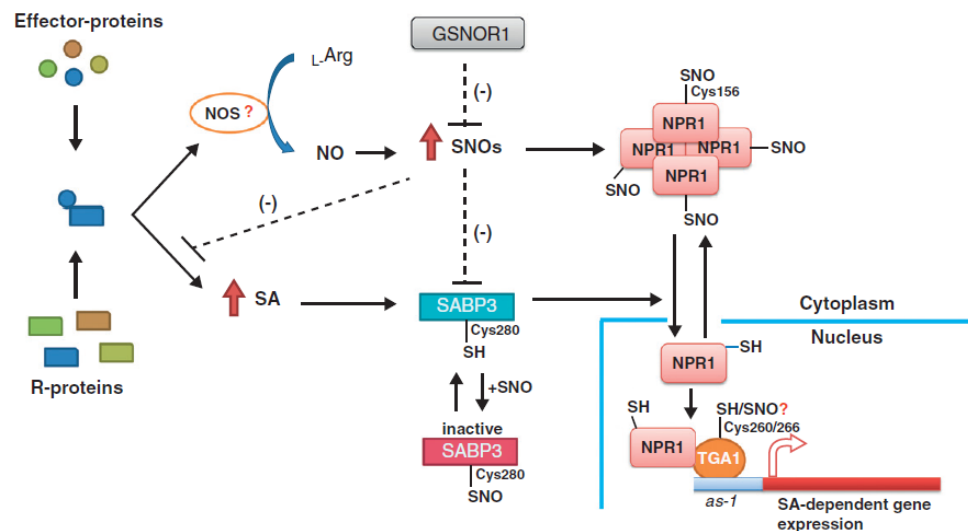 Effector-proteins
GSNOR1
L-Arg
(-)
NOS ?
NO
SNOs
SNO
Cys156
NPR1
NPR1
NPR1
SNO
NPR1
SNO
SNO
(-)
(-)
SA
SABP3
Cys280
SH
+SNO
inactive
SABP3
Cys280
SNO
R-proteins
Cytoplasm
Nucleus
NPR1
SH
SH
NPR1
SH/SNO?
Cys260/266
TGA1
as-1
SA-dependent gene
expression